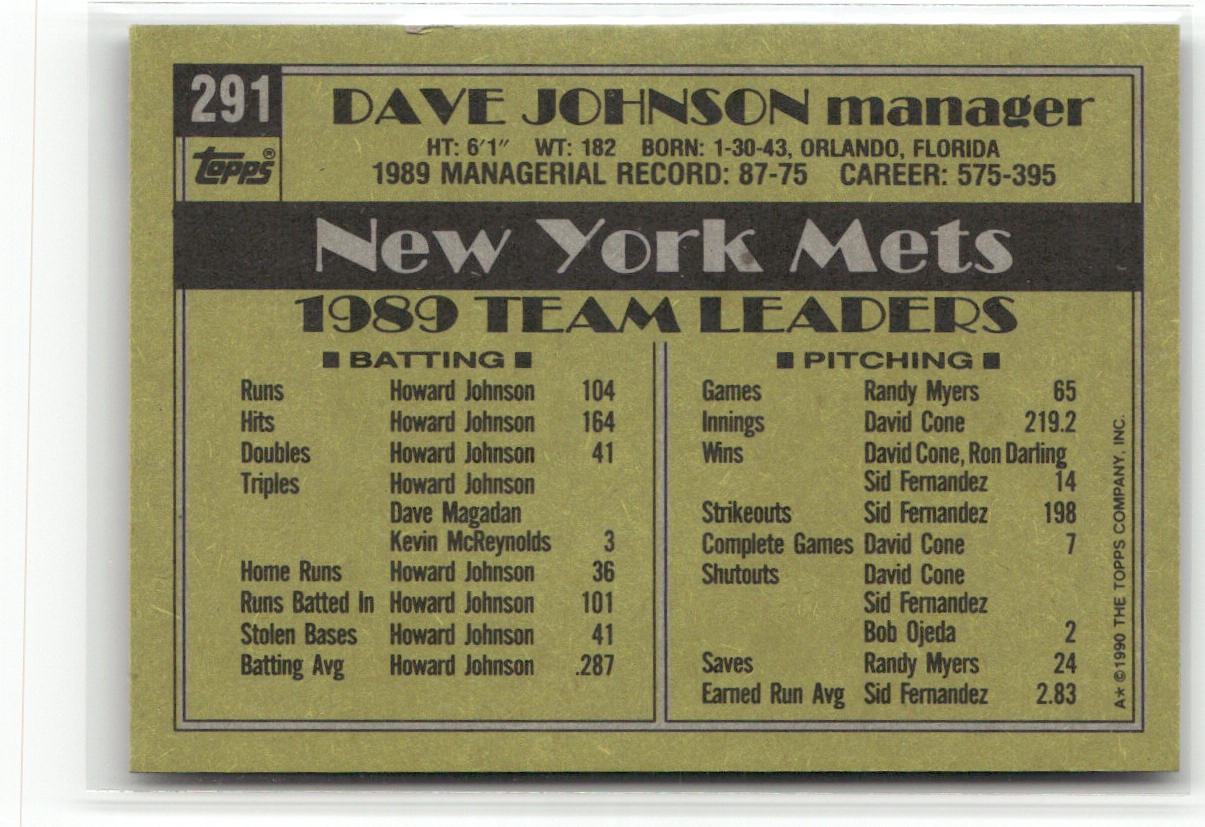 291
topps®
DAVE JOHNSON manager
HT: 6'1" WT: 182 BORN: 1-30-43, ORLANDO, FLORIDA
1989 MANAGERIAL RECORD: 87-75 CAREER: 575-395
New York Mets
1989 TEAM LEADERS
■ BATTING ■
Runs Howard Johnson 104
Hits Howard Johnson 164
Doubles Howard Johnson 41
Triples Howard Johnson
Dave Magadan
Kevin McReynolds 3
Home Runs Howard Johnson 36
Runs Batted In Howard Johnson 101
Stolen Bases Howard Johnson 41
Batting Avg Howard Johnson .287
■ PITCHING ■
Games Randy Myers 65
Innings David Cone 219.2
Wins David Cone, Ron Darling
Sid Fernandez 14
Strikeouts Sid Fernandez 198
Complete Games David Cone 7
Shutouts David Cone
Sid Fernandez
Bob Ojeda 2
Saves Randy Myers 24
Earned Run Avg Sid Fernandez 2.83
A* ©1990 THE TOPPS COMPANY, INC.